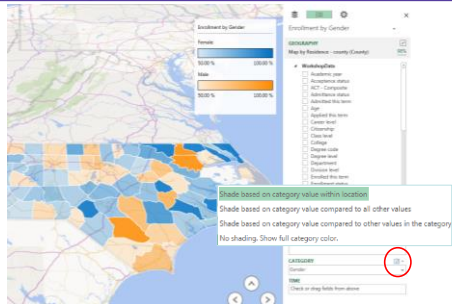 Enrollment by Gender
Female
50.00 % 100.00 %
Male
50.00 % 100.00 %
Enrollment by Gender
GEOGRAPHY
Map by Residence - county (County)
WorkshopData
Academic year
Acceptance status
ACT - Composite
Admittance status
Admitted this term
Age
Applied this term
Career level
Citizenship
Class level
College
Degree code
Degree level
Department
Division level
Enrolled this term
Enrollment status
Shade based on category value within location
Shade based on category value compared to all other values
Shade based on category value compared to other values in the category
No shading. Show full category color.
CATEGORY
Gender
TIME
Check or drag fields from above